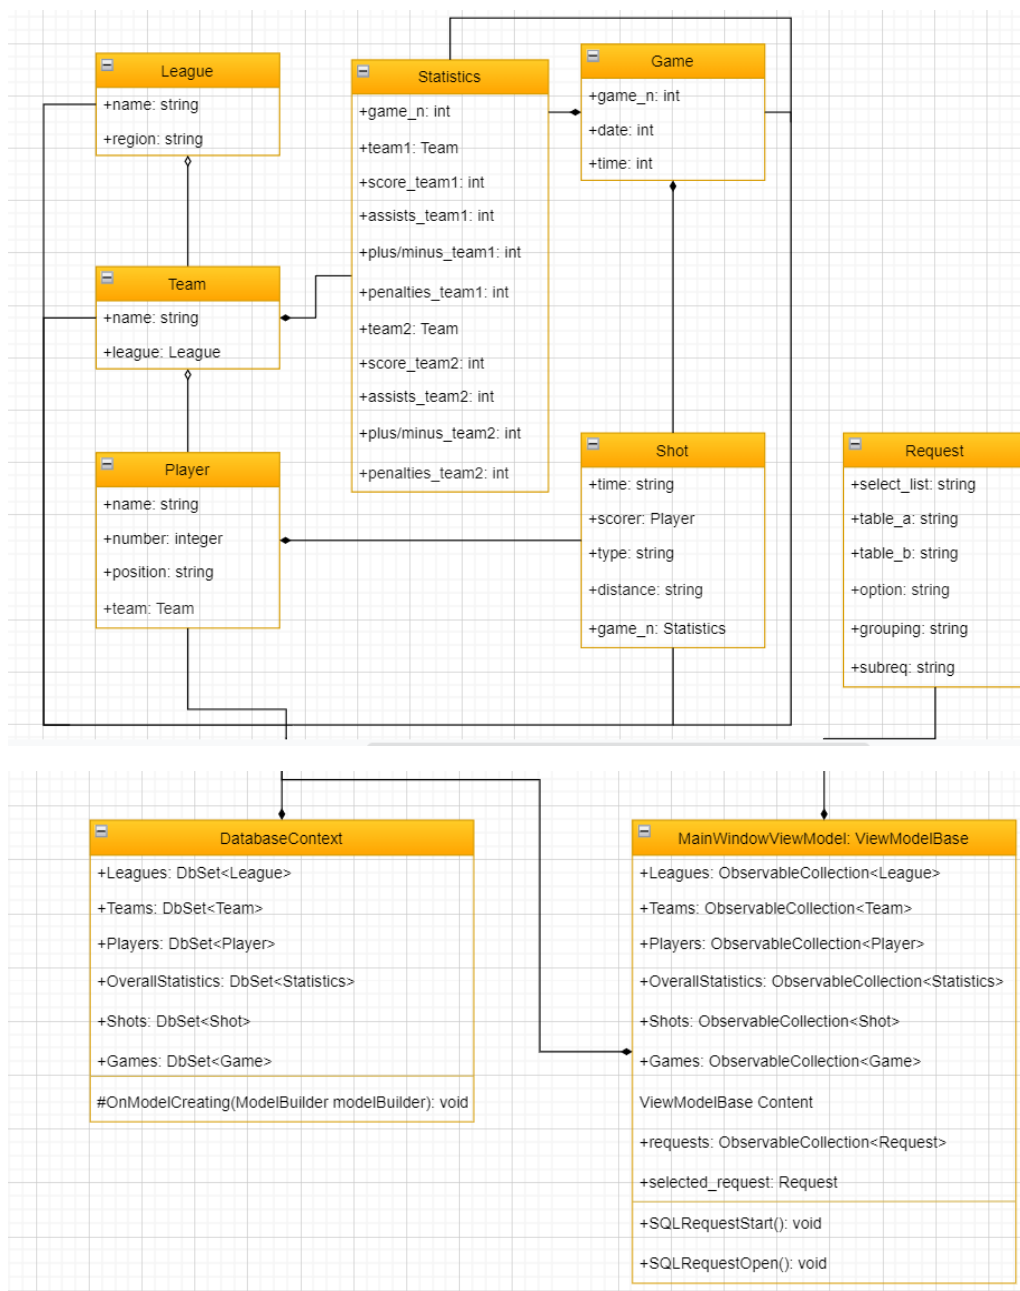 League
+name: string
+region: string
Statistics
+game_n: int
+team1: Team
+score_team1: int
+assists_team1: int
+plus/minus_team1: int
+penalties_team1: int
+team2: Team
+score_team2: int
+assists_team2: int
+plus/minus_team2: int
+penalties_team2: int
Game
+game_n: int
+date: int
+time: int
Team
+name: string
+league: League
Player
+name: string
+number: integer
+position: string
+team: Team
Shot
+time: string
+scorer: Player
+type: string
+distance: string
+game_n: Statistics
Request
+select_list: string
+table_a: string
+table_b: string
+option: string
+grouping: string
+subreq: string
DatabaseContext
+Leagues: DbSet<League>
+Teams: DbSet<Team>
+Players: DbSet<Player>
+OverallStatistics: DbSet<Statistics>
+Shots: DbSet<Shot>
+Games: DbSet<Game>
#OnModelCreating(ModelBuilder modelBuilder): void
MainWindowViewModel: ViewModelBase
+Leagues: ObservableCollection<League>
+Teams: ObservableCollection<Team>
+Players: ObservableCollection<Player>
+OverallStatistics: ObservableCollection<Statistics>
+Shots: ObservableCollection<Shot>
+Games: ObservableCollection<Game>
ViewModelBase Content
+requests: ObservableCollection<Request>
+selected_request: Request
+SQLRequestStart(): void
+SQLRequestOpen(): void